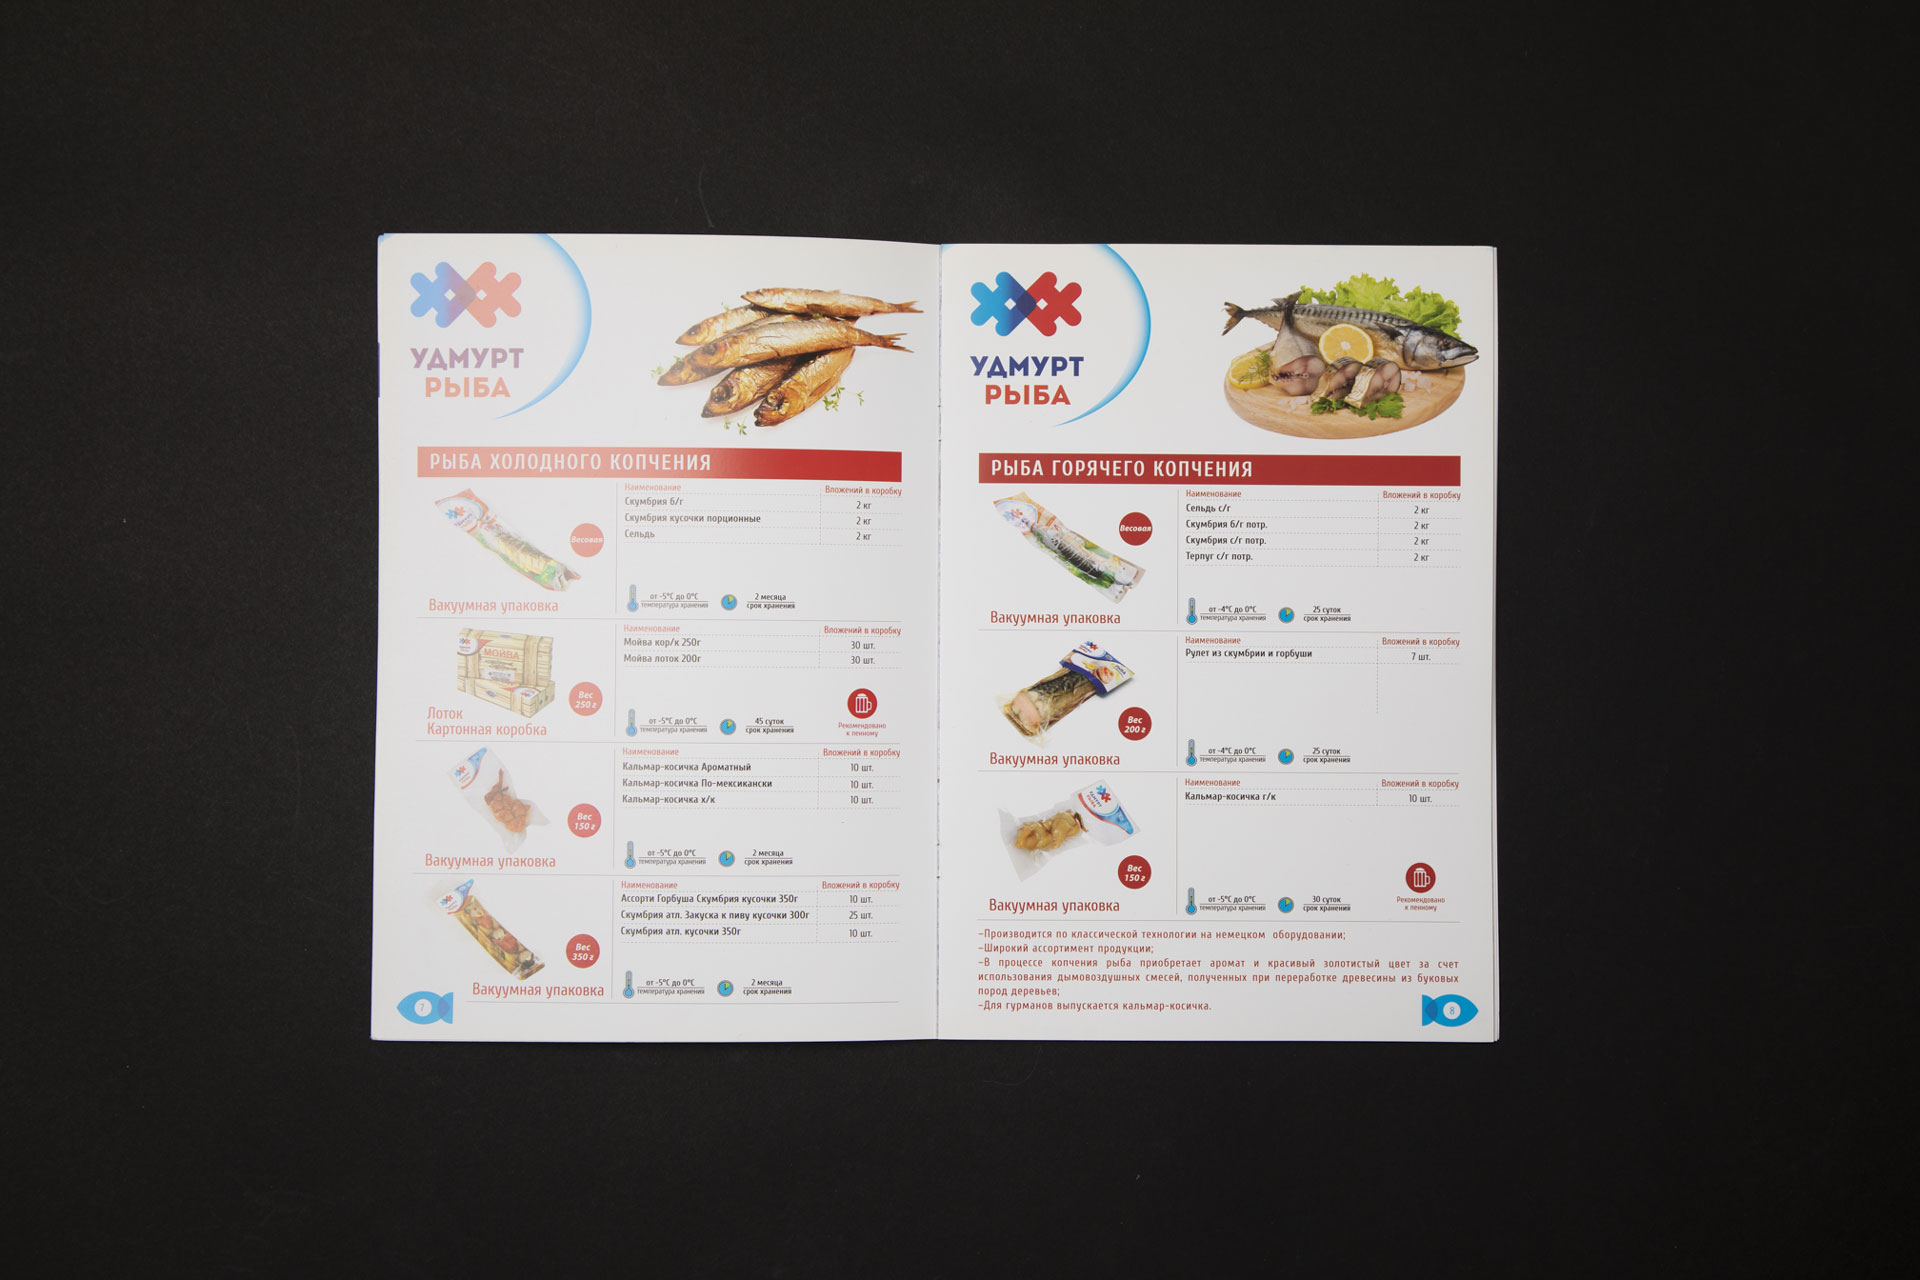 УДМУРТ
РЫБА
РЫБА ХОЛОДНОГО КОПЧЕНИЯ
Наименование Вложений в коробку
Скумбрия б/г 2 кг
Скумбрия кусочки порционные 2 кг
Сельдь 2 кг
Весовая
Вакуумная упаковка
от -5°С до 0°С 2 месяца
температура хранения срок хранения
Наименование Вложений в коробку
Мойва кор/к 250г 30 шт.
Мойва лоток 200г 30 шт.
МОЙВА
Вес
250 г
Лоток
Картонная коробка
от -5°С до 0°С 45 суток
температура хранения срок хранения
Рекомендовано
к пенному
Наименование Вложений в коробку
Кальмар-косичка Ароматный 10 шт.
Кальмар-косичка По-мексикански 10 шт.
Кальмар-косичка х/к 10 шт.
Вес
150 г
Вакуумная упаковка
от -5°С до 0°С 2 месяца
температура хранения срок хранения
Наименование Вложений в коробку
Ассорти Горбуша Скумбрия кусочки 350г 10 шт.
Скумбрия атл. Закуска к пиву кусочки 300г 25 шт.
Скумбрия атл. кусочки 350г 10 шт.
Вес
350 г
Вакуумная упаковка
от -5°С до 0°С 2 месяца
температура хранения срок хранения
7
УДМУРТ
РЫБА
РЫБА ГОРЯЧЕГО КОПЧЕНИЯ
Наименование Вложений в коробку
Сельдь с/г 2 кг
Скумбрия б/г потр. 2 кг
Скумбрия с/г потр. 2 кг
Терпуг с/г потр. 2 кг
Весовая
Вакуумная упаковка
от -4°С до 0°С 25 суток
температура хранения срок хранения
Наименование Вложений в коробку
Рулет из скумбрии и горбуши 7 шт.
Вес
200 г
Вакуумная упаковка
от -4°С до 0°С 25 суток
температура хранения срок хранения
Наименование Вложений в коробку
Кальмар-косичка г/к 10 шт.
Вес
150 г
Вакуумная упаковка
от -5°С до 0°С 30 суток
температура хранения срок хранения
Рекомендовано
к пенному
-Производится по классической технологии на немецком оборудовании;
-Широкий ассортимент продукции;
-В процессе копчения рыба приобретает аромат и красивый золотистый цвет за счет
использования дымовоздушных смесей, полученных при переработке древесины из буковых
пород деревьев;
-Для гурманов выпускается кальмар-косичка.
8